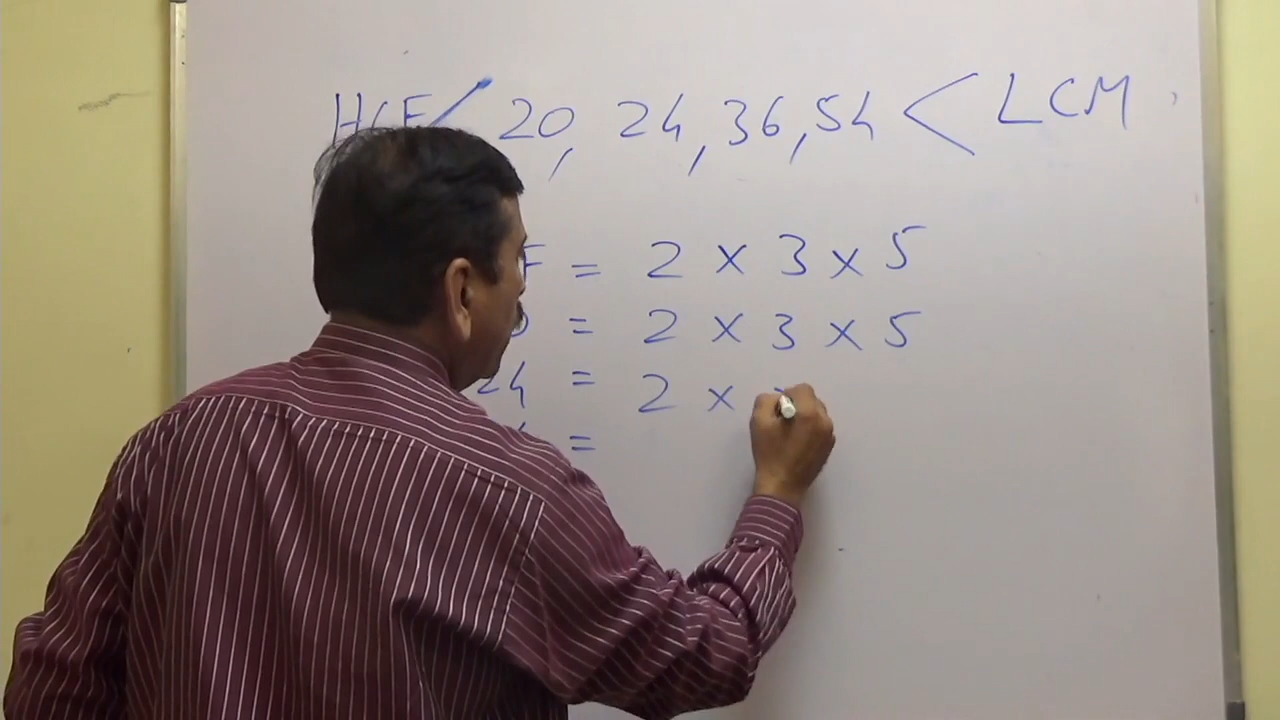 HCF < 20, 24, 36, 54 < LCM
F = 2 x 3 x 5
= 2 x 3 x 5
24 = 2 x
=